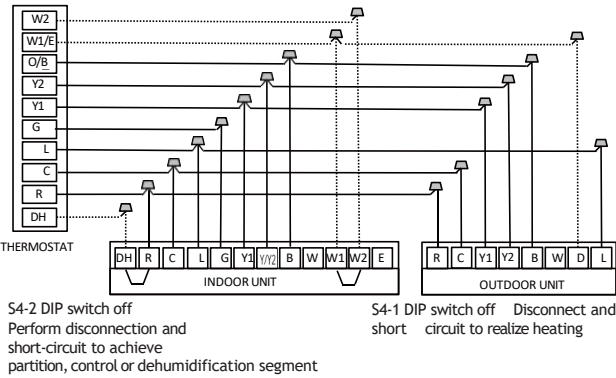 W2
W1/E
O/B
Y2
Y1
G
L
C
R
DH
THERMOSTAT
DH R C L G Y1 Y/Y2 B W W1 W2 E
INDOOR UNIT
R C Y1 Y2 B W D L
OUTDOOR UNIT
S4-2 DIP switch off
Perform disconnection and
short-circuit to achieve
partition, control or dehumidification segment
S4-1 DIP switch off Disconnect and
short circuit to realize heating